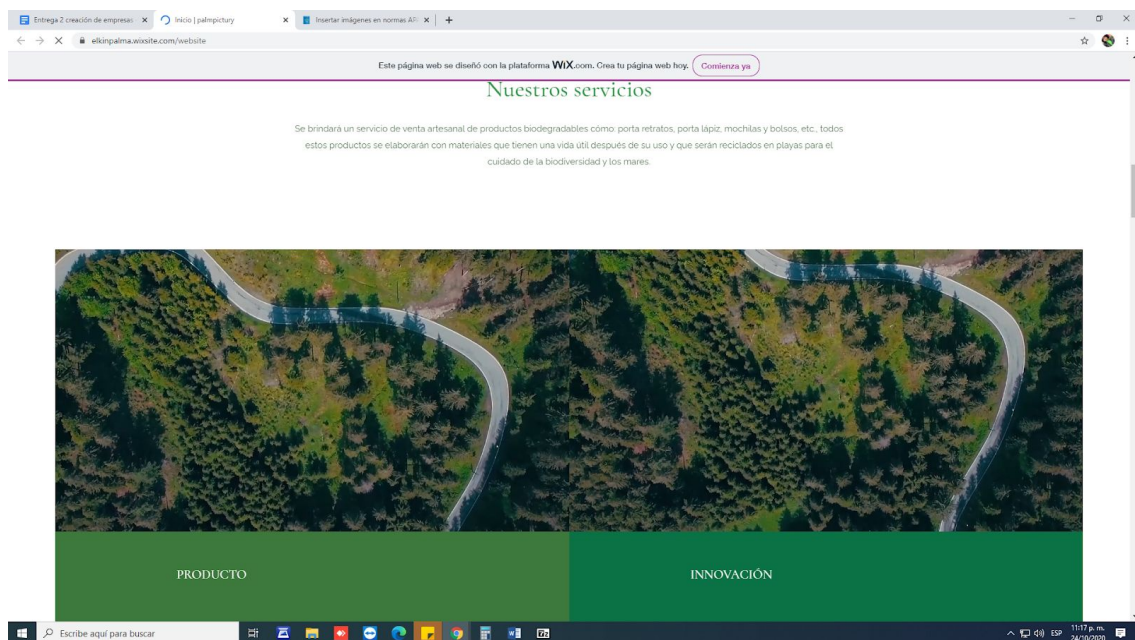 Entrega 2 creación de empresas
Inicio | palmpictury
Insertar imágenes en normas AP
elkinpalma.wixsite.com/website
Este página web se diseñó con la plataforma WiX.com. Crea tu página web hoy. Comienza ya
Nuestros servicios
Se brindará un servicio de venta artesanal de productos biodegradables cómo: porta retratos, porta lápiz, mochilas y bolsos, etc., todos
estos productos se elaborarán con materiales que tienen una vida útil después de su uso y que serán reciclados en playas para el
cuidado de la biodiversidad y los mares.
PRODUCTO
INNOVACIÓN
Escribe aquí para buscar
ESP
11:17 p. m.
24/10/2020